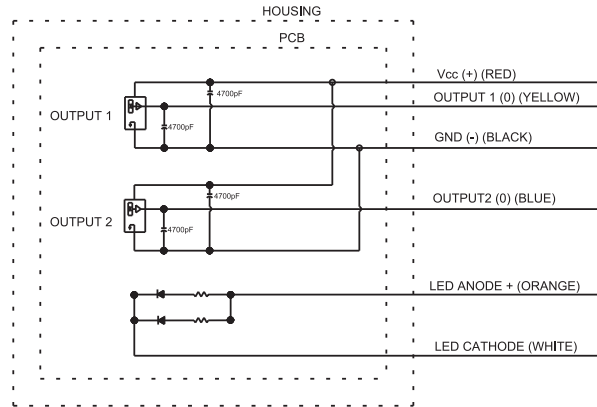 HOUSING
PCB
Vcc (+) (RED)
4700pF
OUTPUT 1 (0) (YELLOW)
OUTPUT 1
4700pF
GND (-) (BLACK)
4700pF
OUTPUT2 (0) (BLUE)
OUTPUT 2
4700pF
LED ANODE + (ORANGE)
LED CATHODE (WHITE)